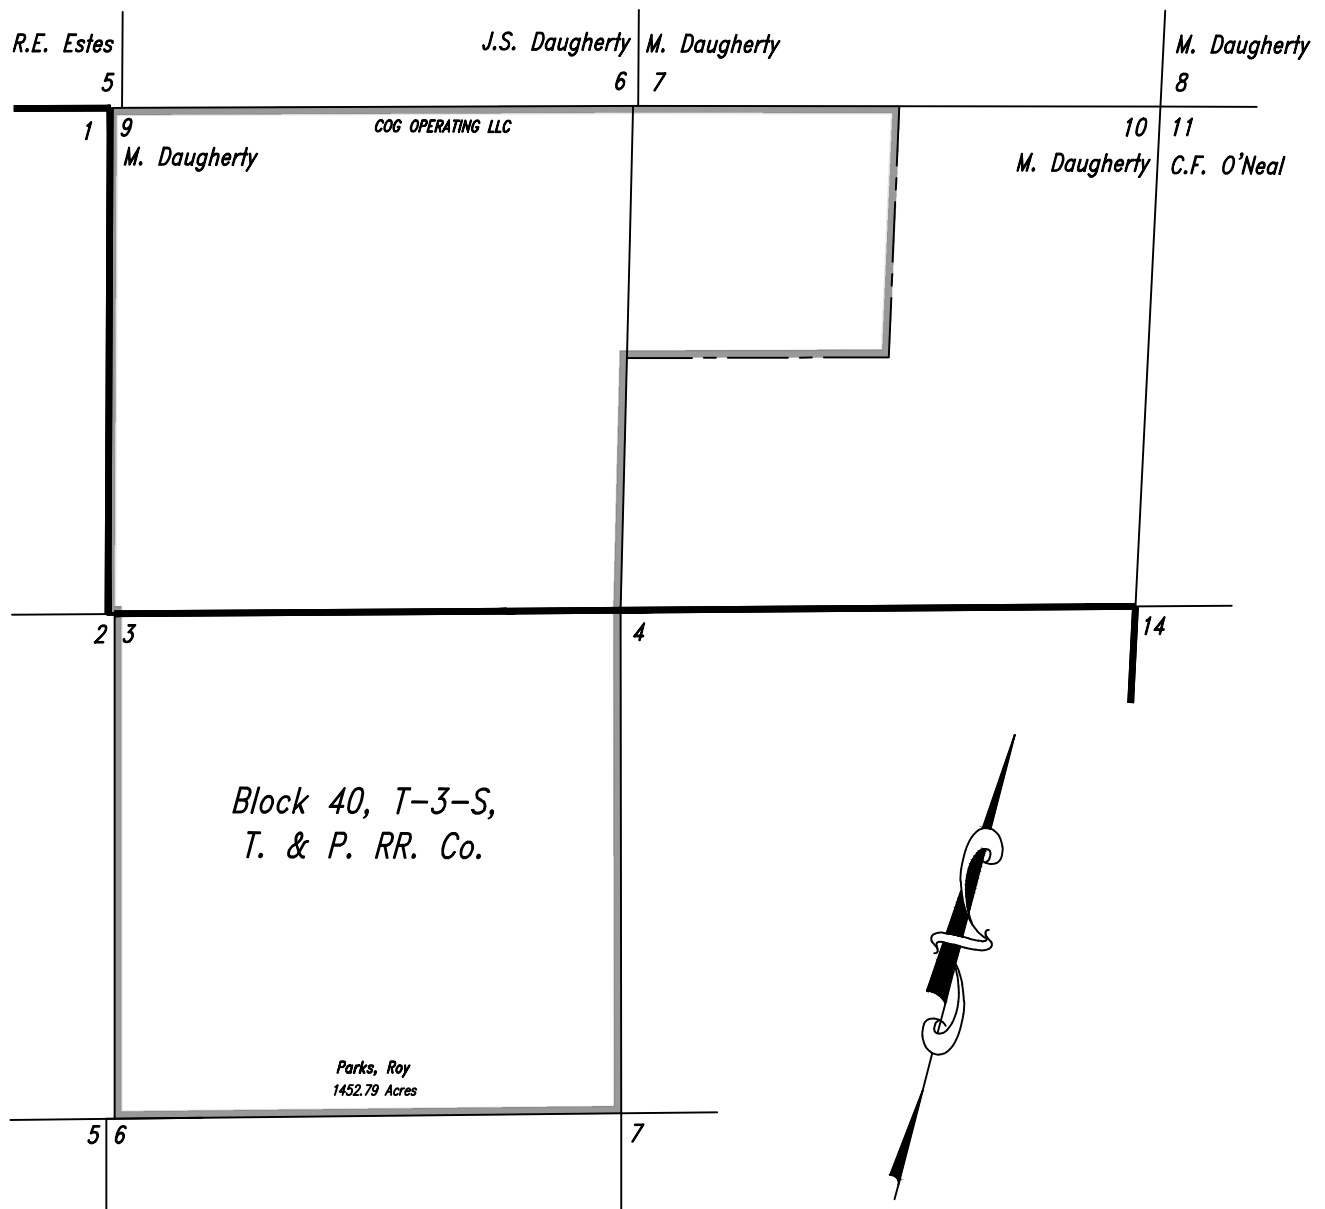 R.E. Estes
J.S. Daugherty
M. Daugherty
M. Daugherty
5
6
7
8
1
9
COG OPERATING LLC
10
11
M. Daugherty
M. Daugherty
C.F. O'Neal
2
3
4
14
Block 40, T-3-S,
T. & P. RR. Co.
Parks, Roy
1452.79 Acres
5
6
7